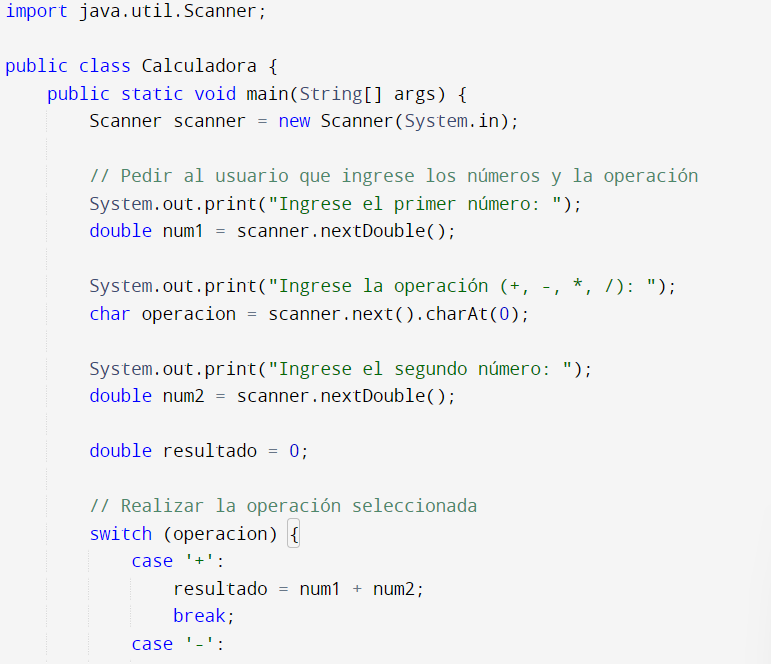 import java.util.Scanner;
public class Calculadora {
public static void main(String[] args) {
Scanner scanner = new Scanner(System.in);
// Pedir al usuario que ingrese los números y la operación
System.out.print("Ingrese el primer número: ");
double num1 = scanner.nextDouble();
System.out.print("Ingrese la operación (+, -, *, /): ");
char operacion = scanner.next().charAt(0);
System.out.print("Ingrese el segundo número: ");
double num2 = scanner.nextDouble();
double resultado = 0;
// Realizar la operación seleccionada
switch (operacion) {
case '+':
resultado = num1 + num2;
break;
case '-':